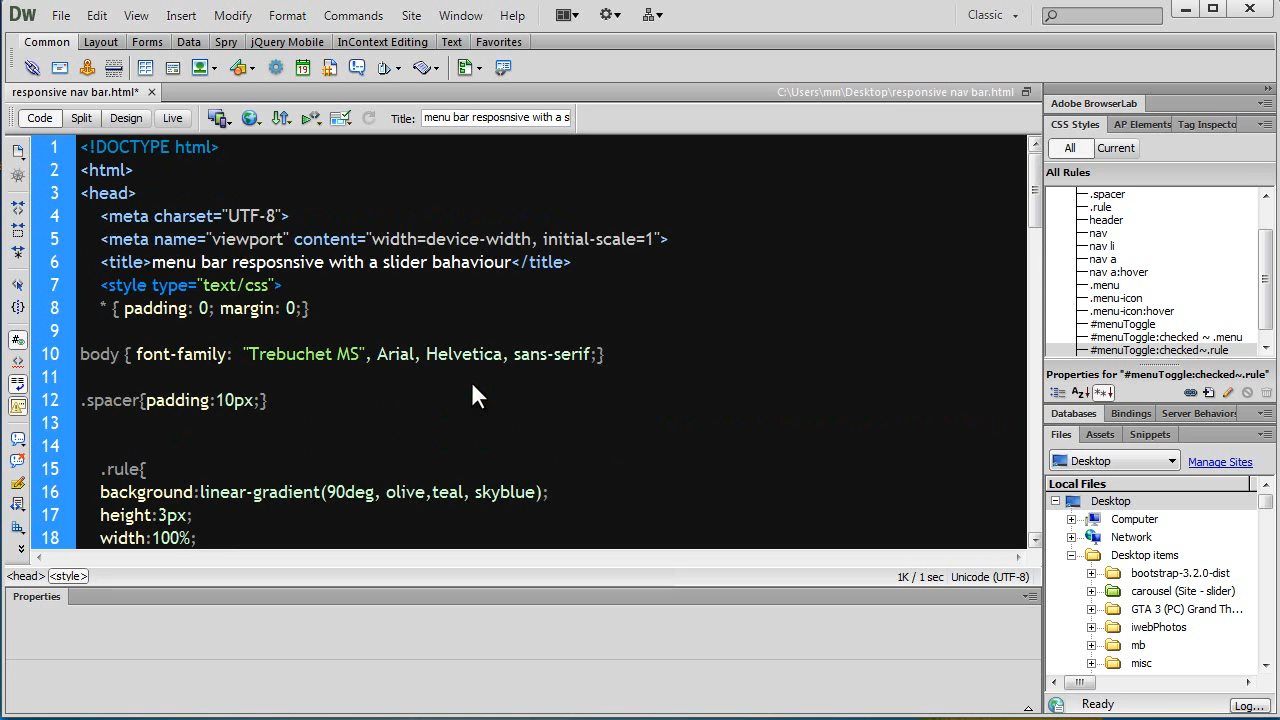 Dw File Edit View Insert Modify Format Commands Site Window Help Classic
Common Layout Forms Data Spry jQuery Mobile InContext Editing Text Favorites
responsive nav bar.html* C:\Users\mm\Desktop\responsive nav bar.html
Code Split Design Live Title: menu bar resposnsive with a s
1 <!DOCTYPE html>
2 <html>
3 <head>
4 <meta charset="UTF-8">
5 <meta name="viewport" content="width=device-width, initial-scale=1">
6 <title>menu bar resposnsive with a slider bahaviour</title>
7 <style type="text/css">
8 * { padding: 0; margin: 0;}
9
10 body { font-family: "Trebuchet MS", Arial, Helvetica, sans-serif;}
11
12 .spacer{padding:10px;}
13
14
15 .rule{
16 background:linear-gradient(90deg, olive,teal, skyblue);
17 height:3px;
18 width:100%;
<head> <style> 1K / 1 sec Unicode (UTF-8)
Properties
Adobe BrowserLab
CSS Styles AP Elements Tag Inspecto
All Current
All Rules
.spacer
.rule
header
nav
nav li
nav a
nav a:hover
.menu
.menu-icon
.menu-icon:hover
#menuToggle
#menuToggle:checked ~ .menu
#menuToggle:checked~.rule
Properties for "#menuToggle:checked~.rule"
Az
Databases Bindings Server Behaviors
Files Assets Snippets
Desktop Manage Sites
Local Files
Desktop
Computer
Network
Desktop items
bootstrap-3.2.0-dist
carousel (Site - slider)
GTA 3 (PC) Grand Th...
iwebPhotos
mb
misc
Ready Log...